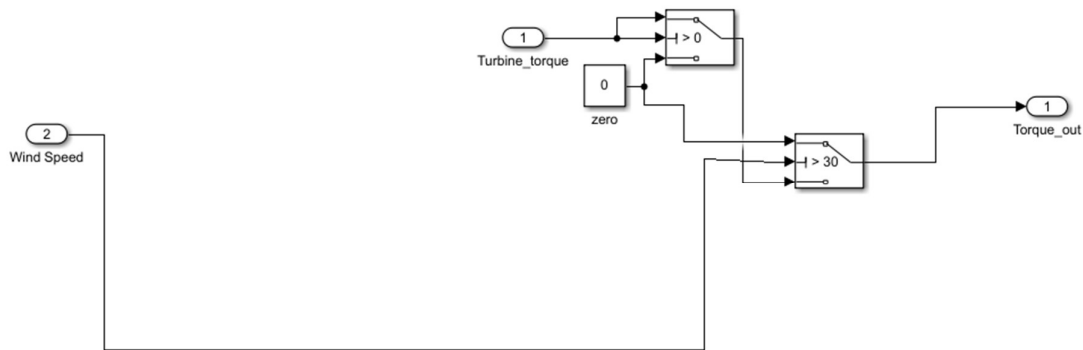 1
Turbine_torque
> 0
0
zero
2
Wind Speed
> 30
1
Torque_out